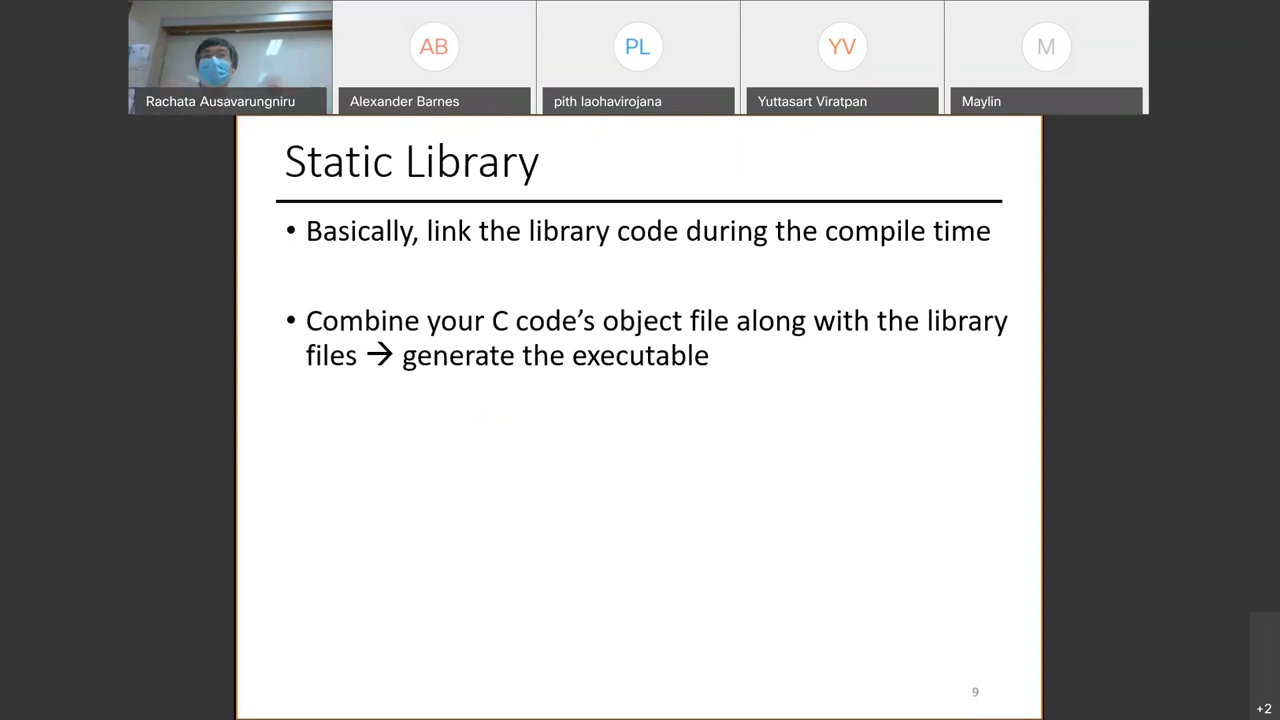 AB
PL
YV
M
Rachata Ausavarungniru
Alexander Barnes
pith laohavirojana
Yuttasart Viratpan
Maylin
Static Library
• Basically, link the library code during the compile time
• Combine your C code’s object file along with the library
files → generate the executable
9
+2